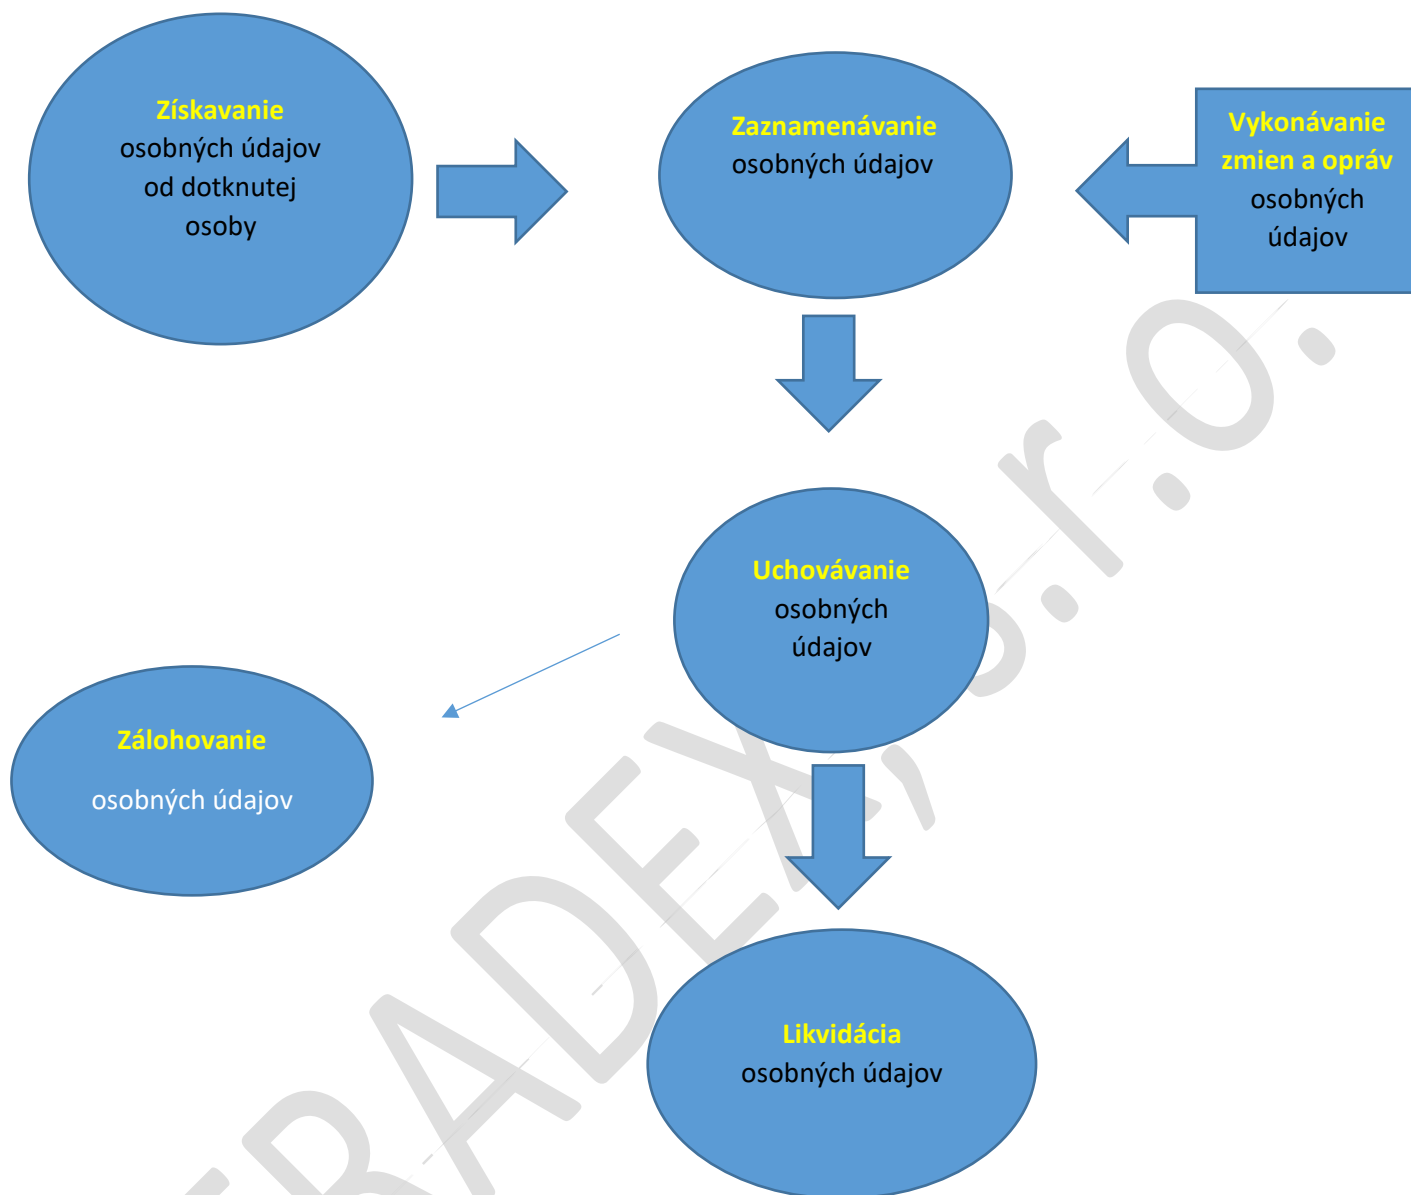 Získavanie
osobných údajov
od dotknutej
osoby
Zaznamenávanie
osobných údajov
Vykonávanie
zmien a opráv
osobných
údajov
Uchovávanie
osobných
údajov
Zálohovanie
osobných údajov
Likvidácia
osobných údajov
RADEX, s.r.o.